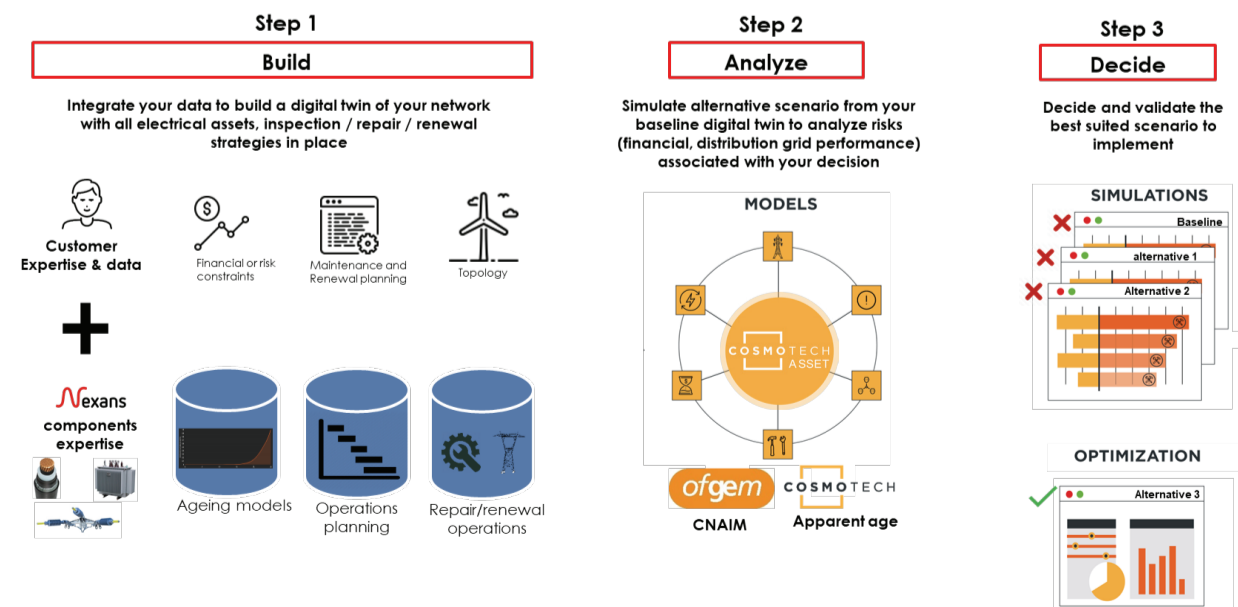 Step 1
Build
Integrate your data to build a digital twin of your network
with all electrical assets, inspection / repair / renewal
strategies in place
Customer
Expertise & data
$
Financial or risk
constraints
Maintenance and
Renewal planning
Topology
Nexans
components
expertise
Ageing models
Operations
planning
Repair/renewal
operations
Step 2
Analyze
Simulate alternative scenario from your
baseline digital twin to analyze risks
(financial, distribution grid performance)
associated with your decision
MODELS
COSMOTECH
ASSET
ofgem
CNAIM
COSMOTECH
Apparent age
Step 3
Decide
Decide and validate the
best suited scenario to
implement
SIMULATIONS
Baseline
alternative 1
Alternative 2
OPTIMIZATION
Alternative 3